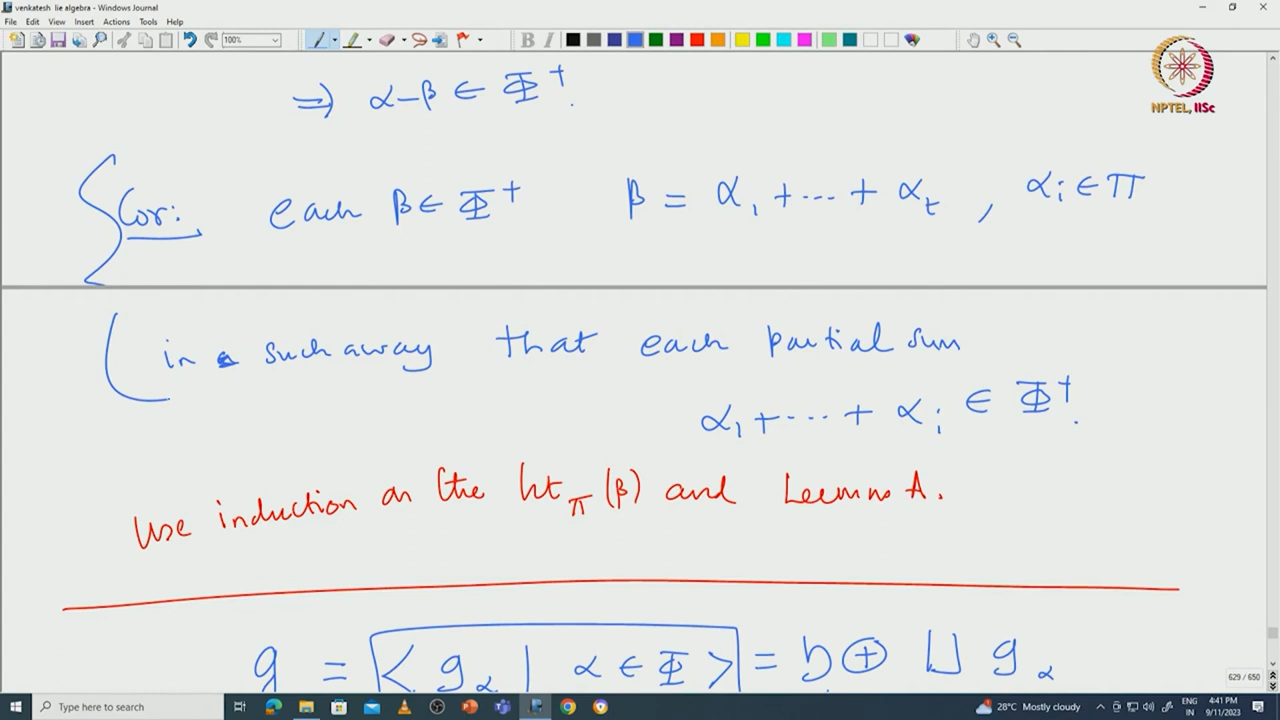 venkatesh lie algebra - Windows Journal
File Edit View Insert Actions Tools Help
100% B I
NPTEL, IISc
⇒) α-β ∈ Φ⁺.
Cor: each β ∈ Φ⁺ β = α₁ + ... + αₜ , αᵢ ∈ Π
in a such a way that each partial sum
α₁ + ... + αᵢ ∈ Φ⁺.
Use induction on the ht_Π(β) and Lemma A.
g = < g_α | α ∈ Φ > = h ⊕ ⊔ g_α
629 / 650
Type here to search
28°C Mostly cloudy
ENG
IN
4:41 PM
9/11/2023